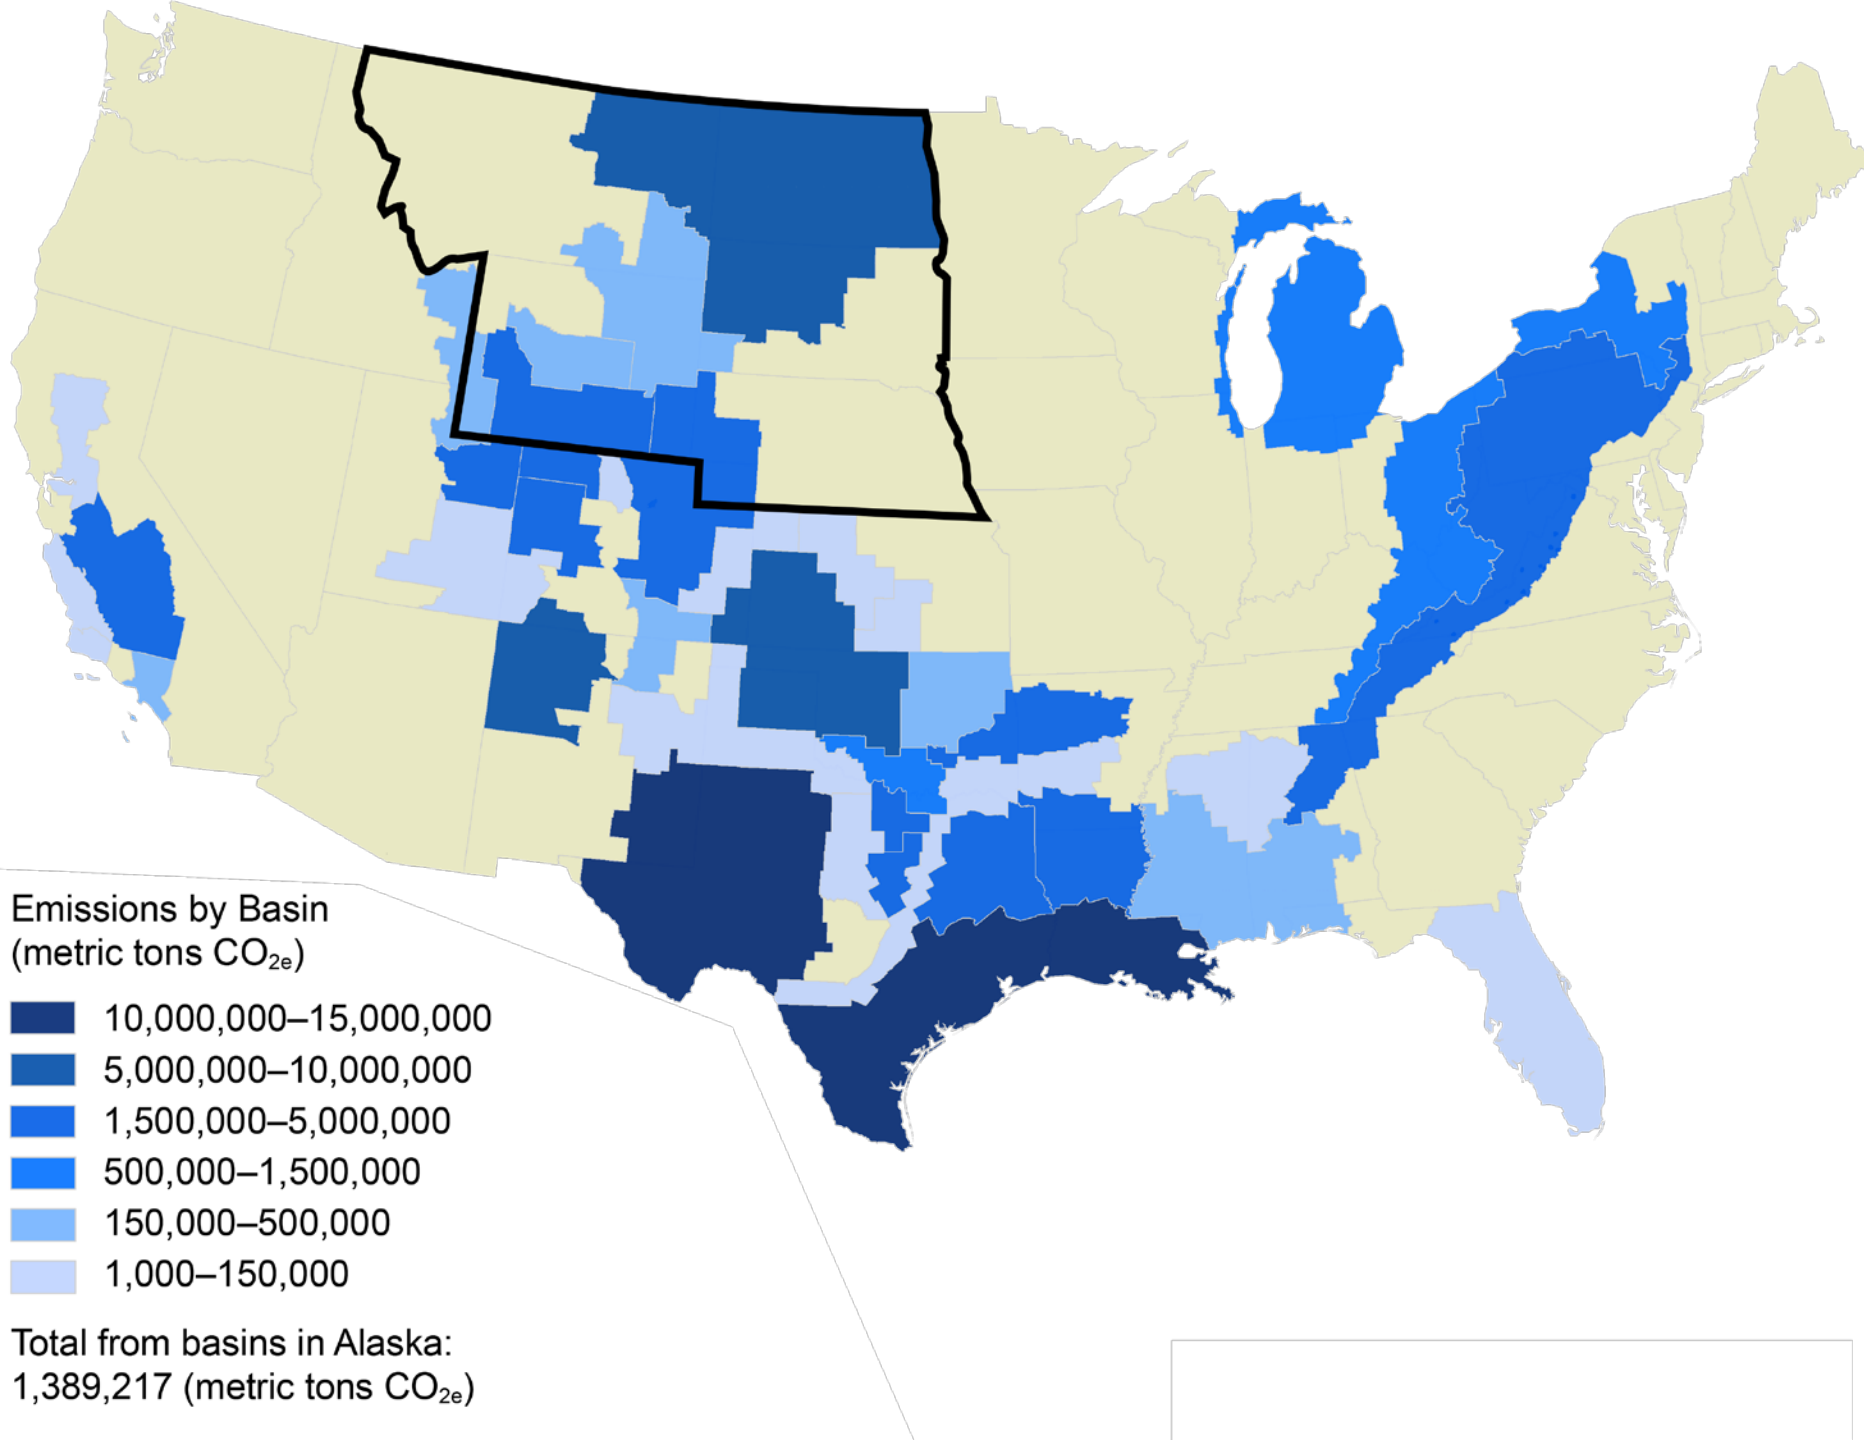 Emissions by Basin
(metric tons CO₂ₑ)
10,000,000–15,000,000
5,000,000–10,000,000
1,500,000–5,000,000
500,000–1,500,000
150,000–500,000
1,000–150,000
Total from basins in Alaska:
1,389,217 (metric tons CO₂ₑ)